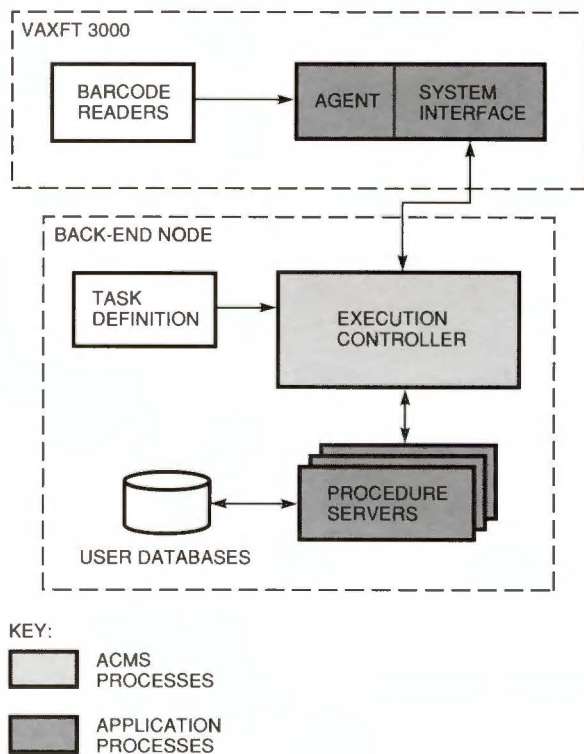 VAXFT 3000
BARCODE
READERS
AGENT
SYSTEM
INTERFACE
BACK-END NODE
TASK
DEFINITION
EXECUTION
CONTROLLER
PROCEDURE
SERVERS
USER DATABASES
KEY:
ACMS
PROCESSES
APPLICATION
PROCESSES